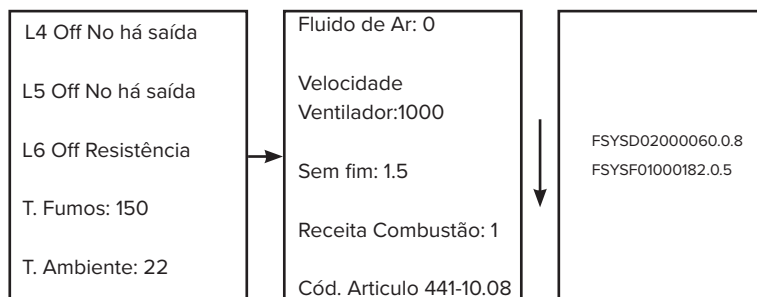 L4 Off No há saída
L5 Off No há saída
L6 Off Resistência
T. Fumos: 150
T. Ambiente: 22
Fluido de Ar: 0
Velocidade
Ventilador:1000
Sem fim: 1.5
Receita Combustão: 1
Cód. Articulo 441-10.08
FSYSD02000060.0.8
FSYSF01000182.0.5